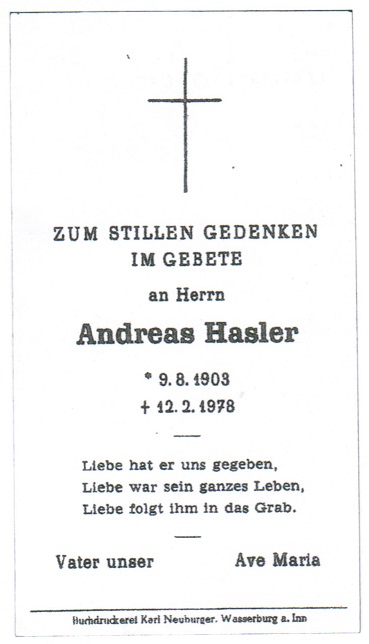 ZUM STILLEN GEDENKEN
IM GEBETE
an Herrn
Andreas Hasler
* 9. 8. 1903
† 12. 2. 1978
Liebe hat er uns gegeben,
Liebe war sein ganzes Leben,
Liebe folgt ihm in das Grab.
Vater unser Ave Maria
Buchdruckerei Karl Neuburger. Wasserburg a. Inn